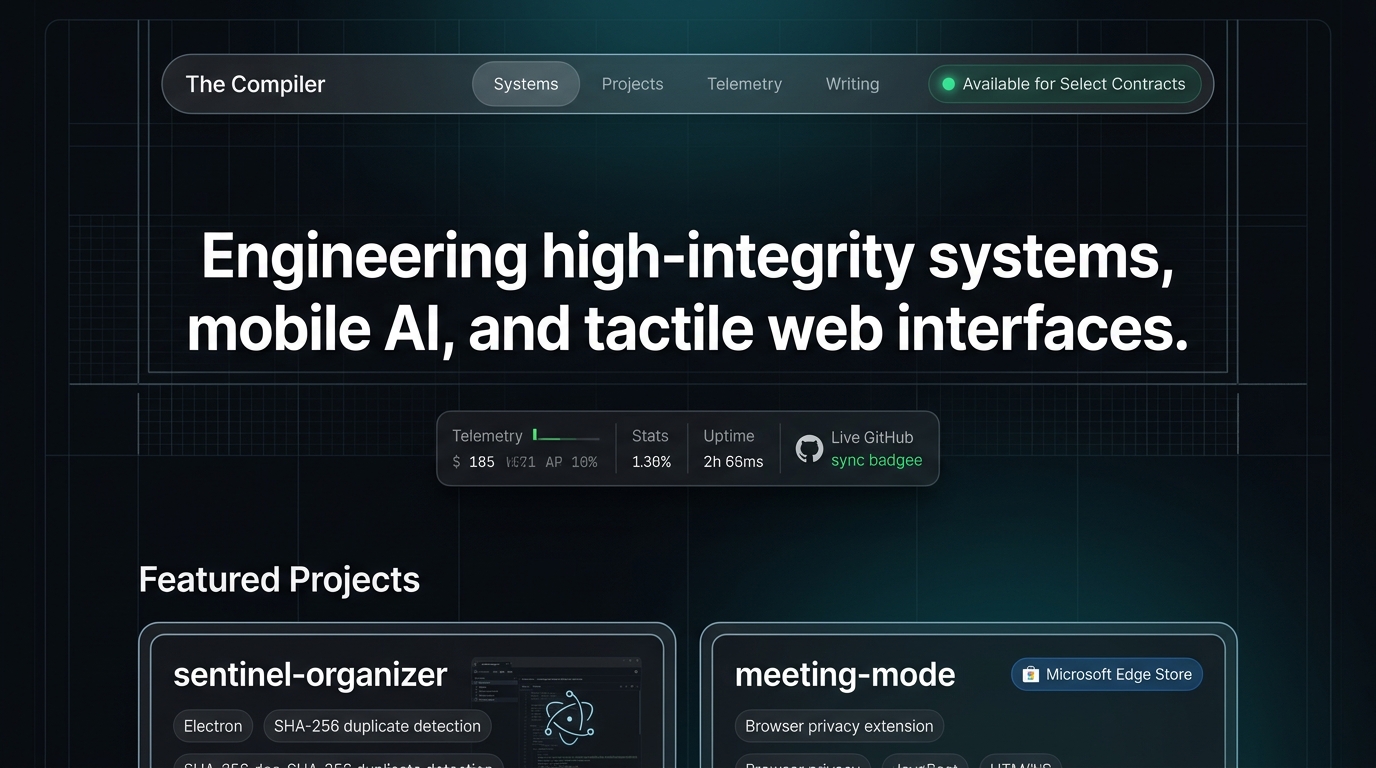 The Compiler
Systems
Projects
Telemetry
Writing
Available for Select Contracts
Engineering high-integrity systems,
mobile AI, and tactile web interfaces.
Telemetry
$ 185 AP 10%
Stats
1.36%
Uptime
2h 66ms
Live GitHub
sync badgee
Featured Projects
sentinel-organizer
Electron
SHA-256 duplicate detection
meeting-mode
Microsoft Edge Store
Browser privacy extension